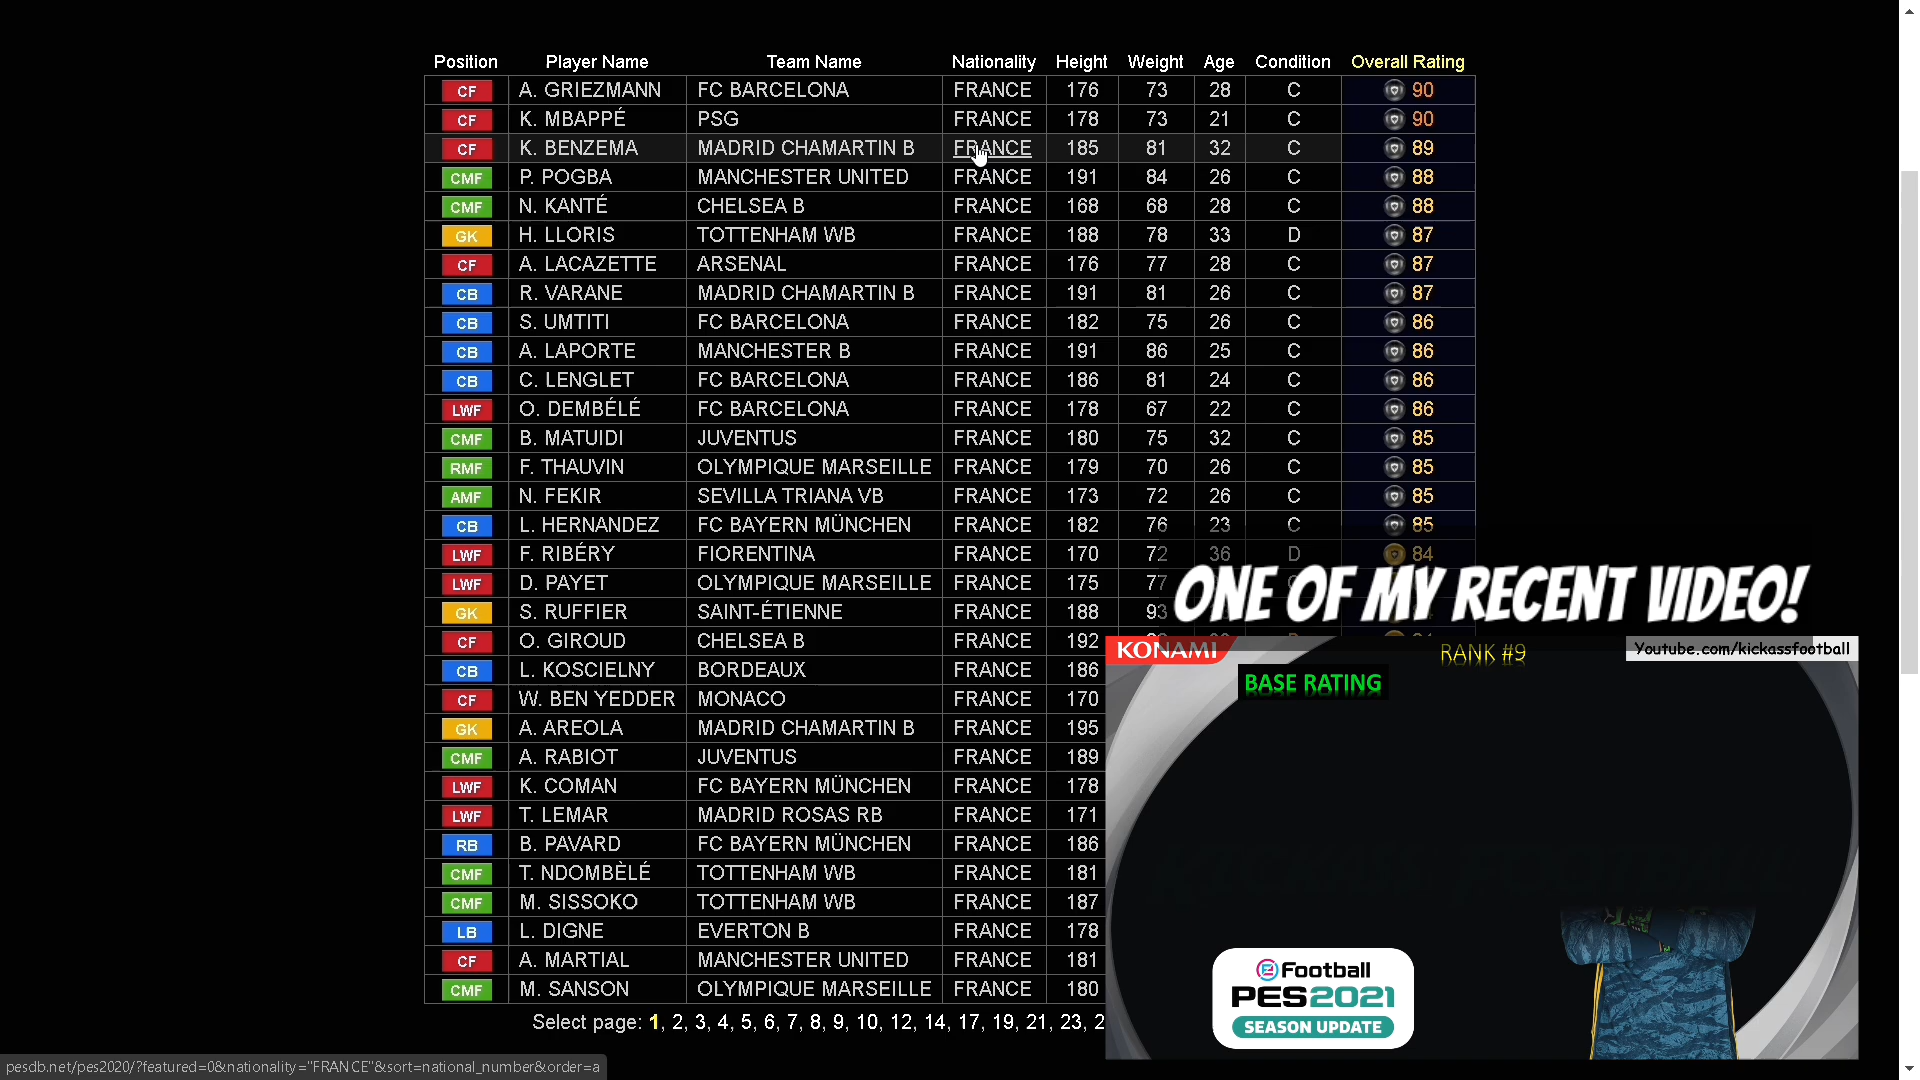 Position Player Name Team Name Nationality Height Weight Age Condition Overall Rating
CF A. GRIEZMANN FC BARCELONA FRANCE 176 73 28 C 90
CF K. MBAPPÉ PSG FRANCE 178 73 21 C 90
CF K. BENZEMA MADRID CHAMARTIN B FRANCE 185 81 32 C 89
CMF P. POGBA MANCHESTER UNITED FRANCE 191 84 26 C 88
CMF N. KANTÉ CHELSEA B FRANCE 168 68 28 C 88
GK H. LLORIS TOTTENHAM WB FRANCE 188 78 33 D 87
CF A. LACAZETTE ARSENAL FRANCE 176 77 28 C 87
CB R. VARANE MADRID CHAMARTIN B FRANCE 191 81 26 C 87
CB S. UMTITI FC BARCELONA FRANCE 182 75 26 C 86
CB A. LAPORTE MANCHESTER B FRANCE 191 86 25 C 86
CB C. LENGLET FC BARCELONA FRANCE 186 81 24 C 86
LWF O. DEMBÉLÉ FC BARCELONA FRANCE 178 67 22 C 86
CMF B. MATUIDI JUVENTUS FRANCE 180 75 32 C 85
RMF F. THAUVIN OLYMPIQUE MARSEILLE FRANCE 179 70 26 C 85
AMF N. FEKIR SEVILLA TRIANA VB FRANCE 173 72 26 C 85
CB L. HERNANDEZ FC BAYERN MÜNCHEN FRANCE 182 76 23 C 85
LWF F. RIBÉRY FIORENTINA FRANCE 170 72 36 D 84
LWF D. PAYET OLYMPIQUE MARSEILLE FRANCE 175 77
ONE OF MY RECENT VIDEO!
GK S. RUFFIER SAINT-ÉTIENNE FRANCE 188 93
CF O. GIROUD CHELSEA B FRANCE 192
KONAMI RANK #9 Youtube.com/kickassfootball
CB L. KOSCIELNY BORDEAUX FRANCE 186
BASE RATING
CF W. BEN YEDDER MONACO FRANCE 170
GK A. AREOLA MADRID CHAMARTIN B FRANCE 195
CMF A. RABIOT JUVENTUS FRANCE 189
LWF K. COMAN FC BAYERN MÜNCHEN FRANCE 178
LWF T. LEMAR MADRID ROSAS RB FRANCE 171
RB B. PAVARD FC BAYERN MÜNCHEN FRANCE 186
CMF T. NDOMBÈLÉ TOTTENHAM WB FRANCE 181
CMF M. SISSOKO TOTTENHAM WB FRANCE 187
LB L. DIGNE EVERTON B FRANCE 178
CF A. MARTIAL MANCHESTER UNITED FRANCE 181
CMF M. SANSON OLYMPIQUE MARSEILLE FRANCE 180
eFootball
PES2021
SEASON UPDATE
Select page: 1, 2, 3, 4, 5, 6, 7, 8, 9, 10, 12, 14, 17, 19, 21, 23, 2
pesdb.net/pes2020/?featured=0&nationality="FRANCE"&sort=national_number&order=a